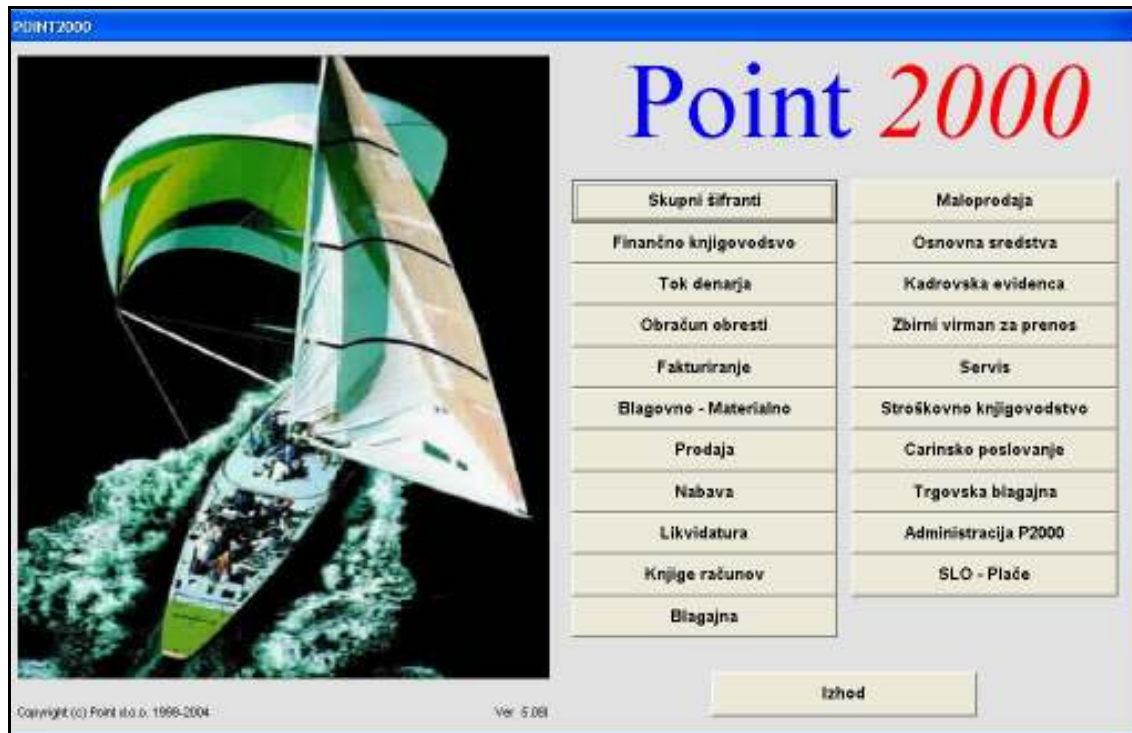 POINT2000
Point 2000
Skupni šifranti
Finančno knjigovodsvo
Tok denarja
Obračun obresti
Fakturiranje
Blagovno - Materialno
Prodaja
Nabava
Likvidatura
Knjige računov
Blagajna
Maloprodaja
Osnovna sredstva
Kadrovska evidenca
Zbirni virman za prenos
Servis
Stroškovno knjigovodstvo
Carinsko poslovanje
Trgovska blagajna
Administracija P2000
SLO - Plače
Izhod
Copyright (c) Point d.o.o. 1999-2004
Ver